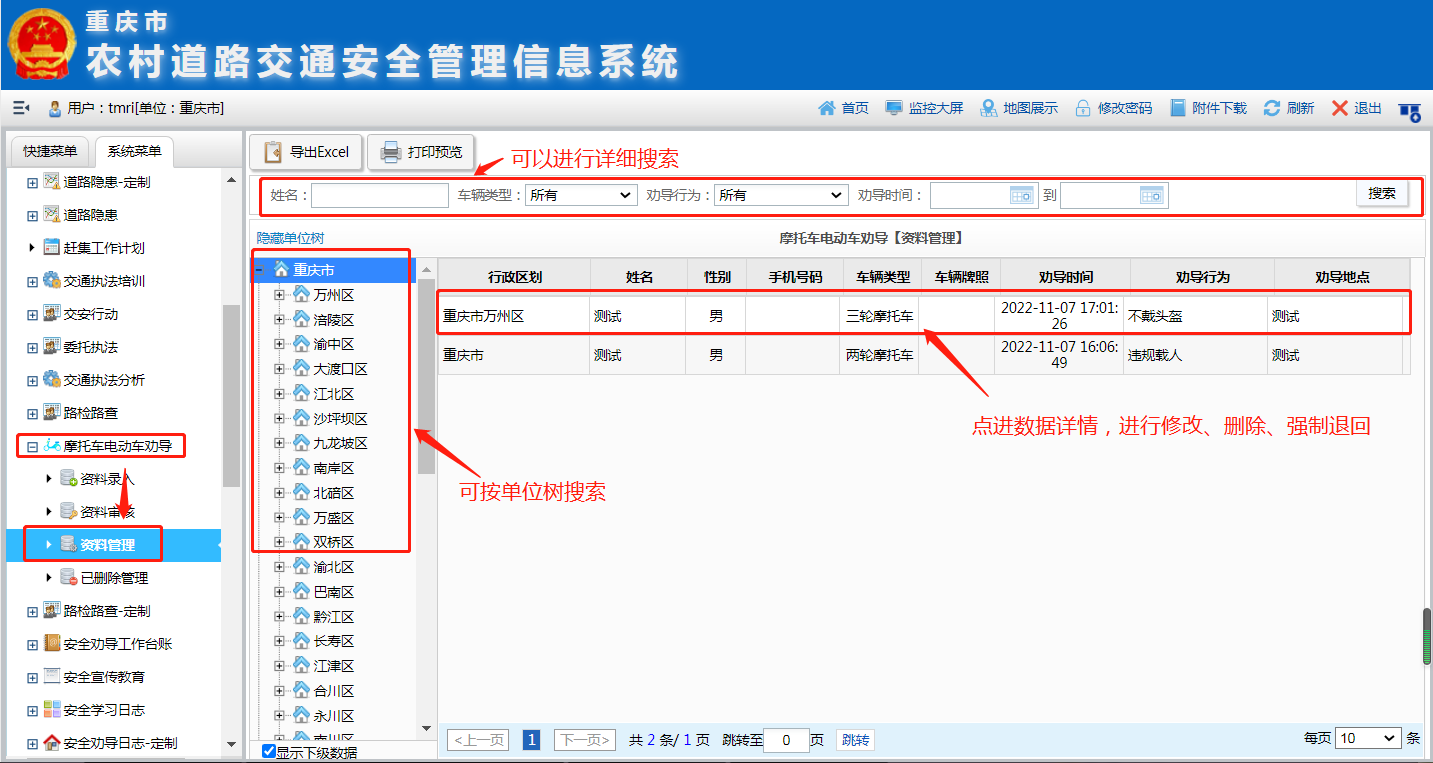 重庆市
农村道路交通安全管理信息系统
用户：tmri[单位：重庆市]
首页 监控大屏 地图展示 修改密码 附件下载 刷新 退出
快捷菜单 系统菜单
道路隐患-定制
道路隐患
赶集工作计划
交通执法培训
交安行动
委托执法
交通执法分析
路检路查
摩托车电动车劝导
资料录入
资料审核
资料管理
已删除管理
路检路查-定制
安全劝导工作台账
安全宣传教育
安全学习日志
安全劝导日志-定制
导出Excel 打印预览
可以进行详细搜索
姓名： 车辆类型： 所有 劝导行为： 所有 劝导时间： 到 搜索
隐藏单位树 摩托车电动车劝导【资料管理】
重庆市
万州区
涪陵区
渝中区
大渡口区
江北区
沙坪坝区
九龙坡区
南岸区
北碚区
万盛区
双桥区
渝北区
巴南区
黔江区
长寿区
江津区
合川区
永川区
南川区
显示下级数据
行政区划 姓名 性别 手机号码 车辆类型 车辆牌照 劝导时间 劝导行为 劝导地点
重庆市万州区 测试 男 三轮摩托车 2022-11-07 17:01:26 不戴头盔 测试
重庆市 测试 男 两轮摩托车 2022-11-07 16:06:49 违规载人 测试
点进数据详情，进行修改、删除、强制退回
可按单位树搜索
<上一页 1 下一页> 共 2 条/ 1 页 跳转至 0 页 跳转 每页 10 条